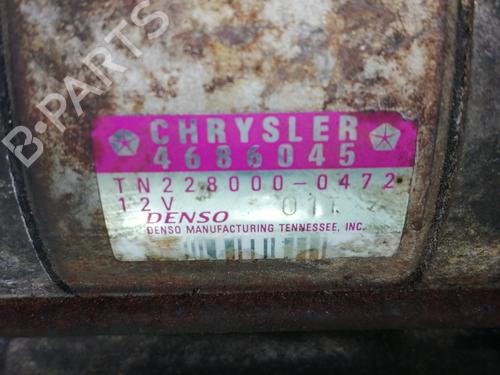 B-PARTS
CHRYSLER
4686045
TN228000-0472
12V
DENSO
DENSO MANUFACTURING TENNESSEE, INC.